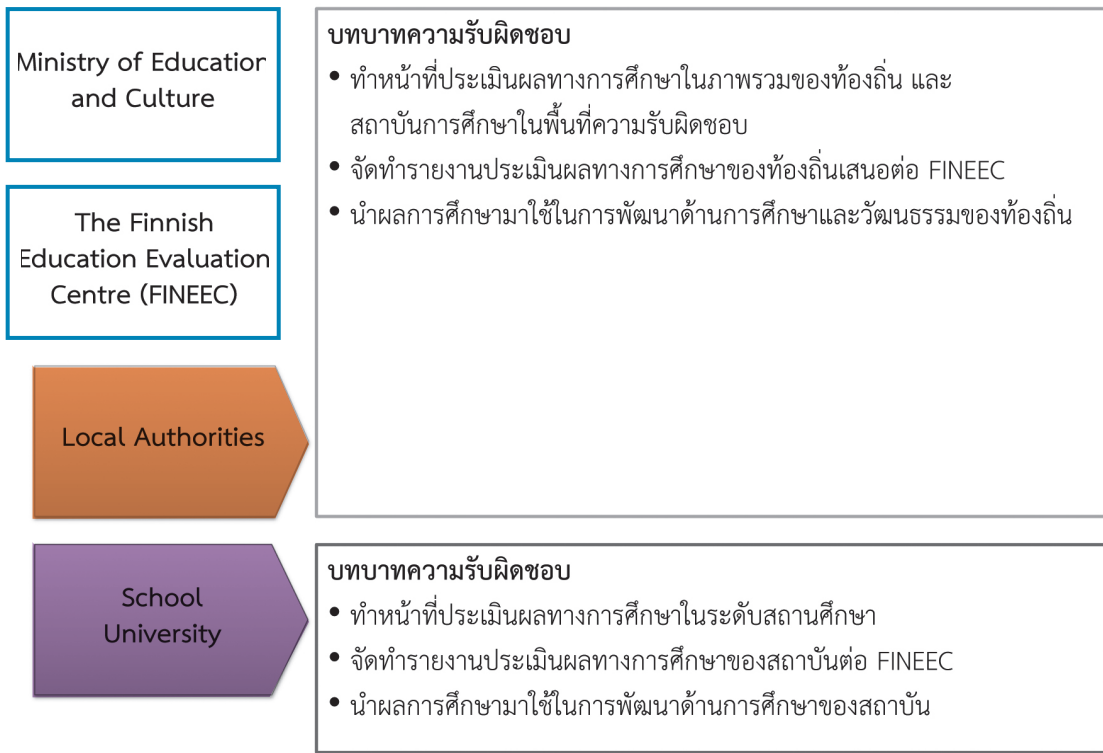 Ministry of Education
and Culture
The Finnish
Education Evaluation
Centre (FINEEC)
Local Authorities
บทบาทความรับผิดชอบ
• ทำหน้าที่ประเมินผลทางการศึกษาในภาพรวมของท้องถิ่น และ
สถาบันการศึกษาในพื้นที่ความรับผิดชอบ
• จัดทำรายงานประเมินผลทางการศึกษาของท้องถิ่นเสนอต่อ FINEEC
• นำผลการศึกษามาใช้ในการพัฒนาด้านการศึกษาและวัฒนธรรมของท้องถิ่น
School
University
บทบาทความรับผิดชอบ
• ทำหน้าที่ประเมินผลทางการศึกษาในระดับสถานศึกษา
• จัดทำรายงานประเมินผลทางการศึกษาของสถาบันต่อ FINEEC
• นำผลการศึกษามาใช้ในการพัฒนาด้านการศึกษาของสถาบัน